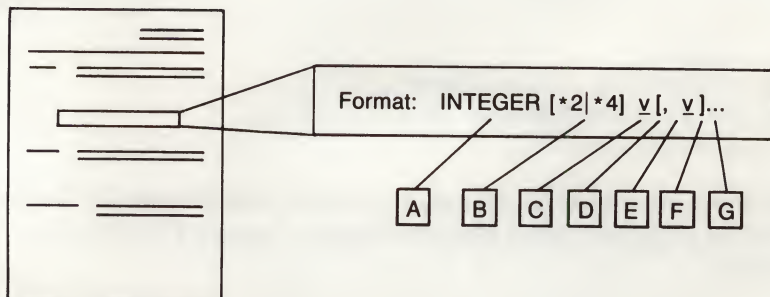 Format: INTEGER [*2|*4] v[, v]...
A B C D E F G